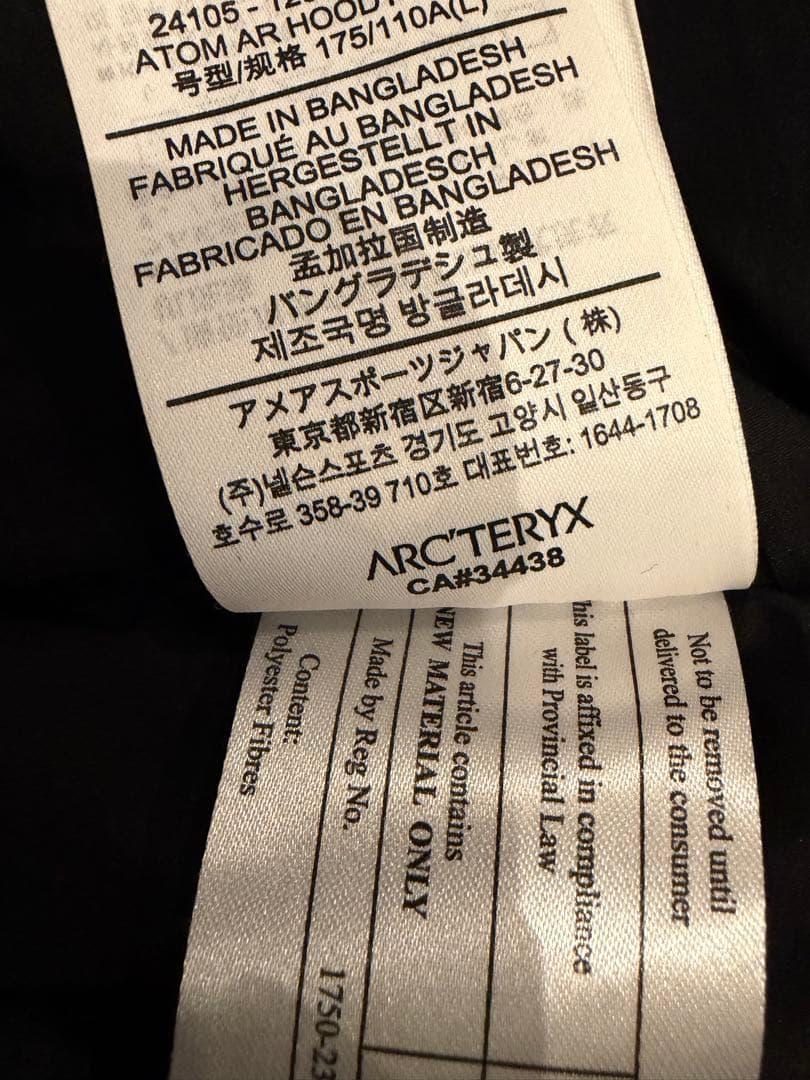 24105 -
ATOM AR HOODY
号型/规格 175/110A(L)
MADE IN BANGLADESH
FABRIQUÉ AU BANGLADESH
HERGESTELLT IN
BANGLADESCH
FABRICADO EN BANGLADESH
孟加拉国制造
バングラデシュ製
제조국명 방글라데시
アメアスポーツジャパン (株)
東京都新宿区新宿6-27-30
(주)넬슨스포츠 경기도 고양시 일산동구
호수로 358-39 710호 대표번호: 1644-1708
ARC'TERYX
CA#34438
Not to be removed until
delivered to the consumer
This label is affixed in compliance
with Provincial Law
This article contains
NEW MATERIAL ONLY
Made by Reg No.
1750-23
Content:
Polyester Fibres